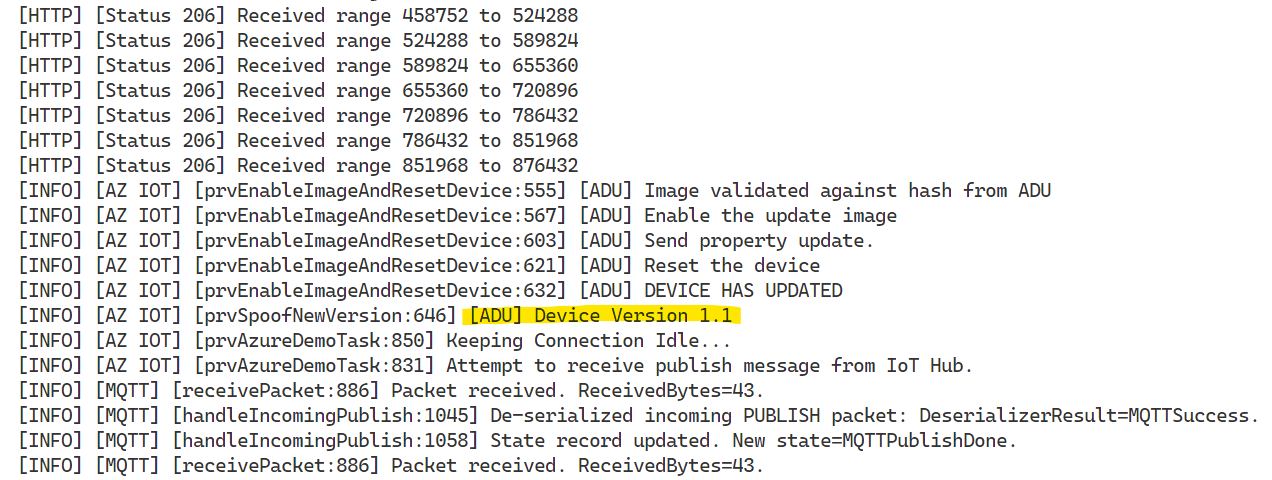 [HTTP] [Status 206] Received range 458752 to 524288
[HTTP] [Status 206] Received range 524288 to 589824
[HTTP] [Status 206] Received range 589824 to 655360
[HTTP] [Status 206] Received range 655360 to 720896
[HTTP] [Status 206] Received range 720896 to 786432
[HTTP] [Status 206] Received range 786432 to 851968
[HTTP] [Status 206] Received range 851968 to 876432
[INFO] [AZ IOT] [prvEnableImageAndResetDevice:555] [ADU] Image validated against hash from ADU
[INFO] [AZ IOT] [prvEnableImageAndResetDevice:567] [ADU] Enable the update image
[INFO] [AZ IOT] [prvEnableImageAndResetDevice:603] [ADU] Send property update.
[INFO] [AZ IOT] [prvEnableImageAndResetDevice:621] [ADU] Reset the device
[INFO] [AZ IOT] [prvEnableImageAndResetDevice:632] [ADU] DEVICE HAS UPDATED
[INFO] [AZ IOT] [prvSpoofNewVersion:646] [ADU] Device Version 1.1
[INFO] [AZ IOT] [prvAzureDemoTask:850] Keeping Connection Idle...
[INFO] [AZ IOT] [prvAzureDemoTask:831] Attempt to receive publish message from IoT Hub.
[INFO] [MQTT] [receivePacket:886] Packet received. ReceivedBytes=43.
[INFO] [MQTT] [handleIncomingPublish:1045] De-serialized incoming PUBLISH packet: DeserializerResult=MQTTSuccess.
[INFO] [MQTT] [handleIncomingPublish:1058] State record updated. New state=MQTTPublishDone.
[INFO] [MQTT] [receivePacket:886] Packet received. ReceivedBytes=43.